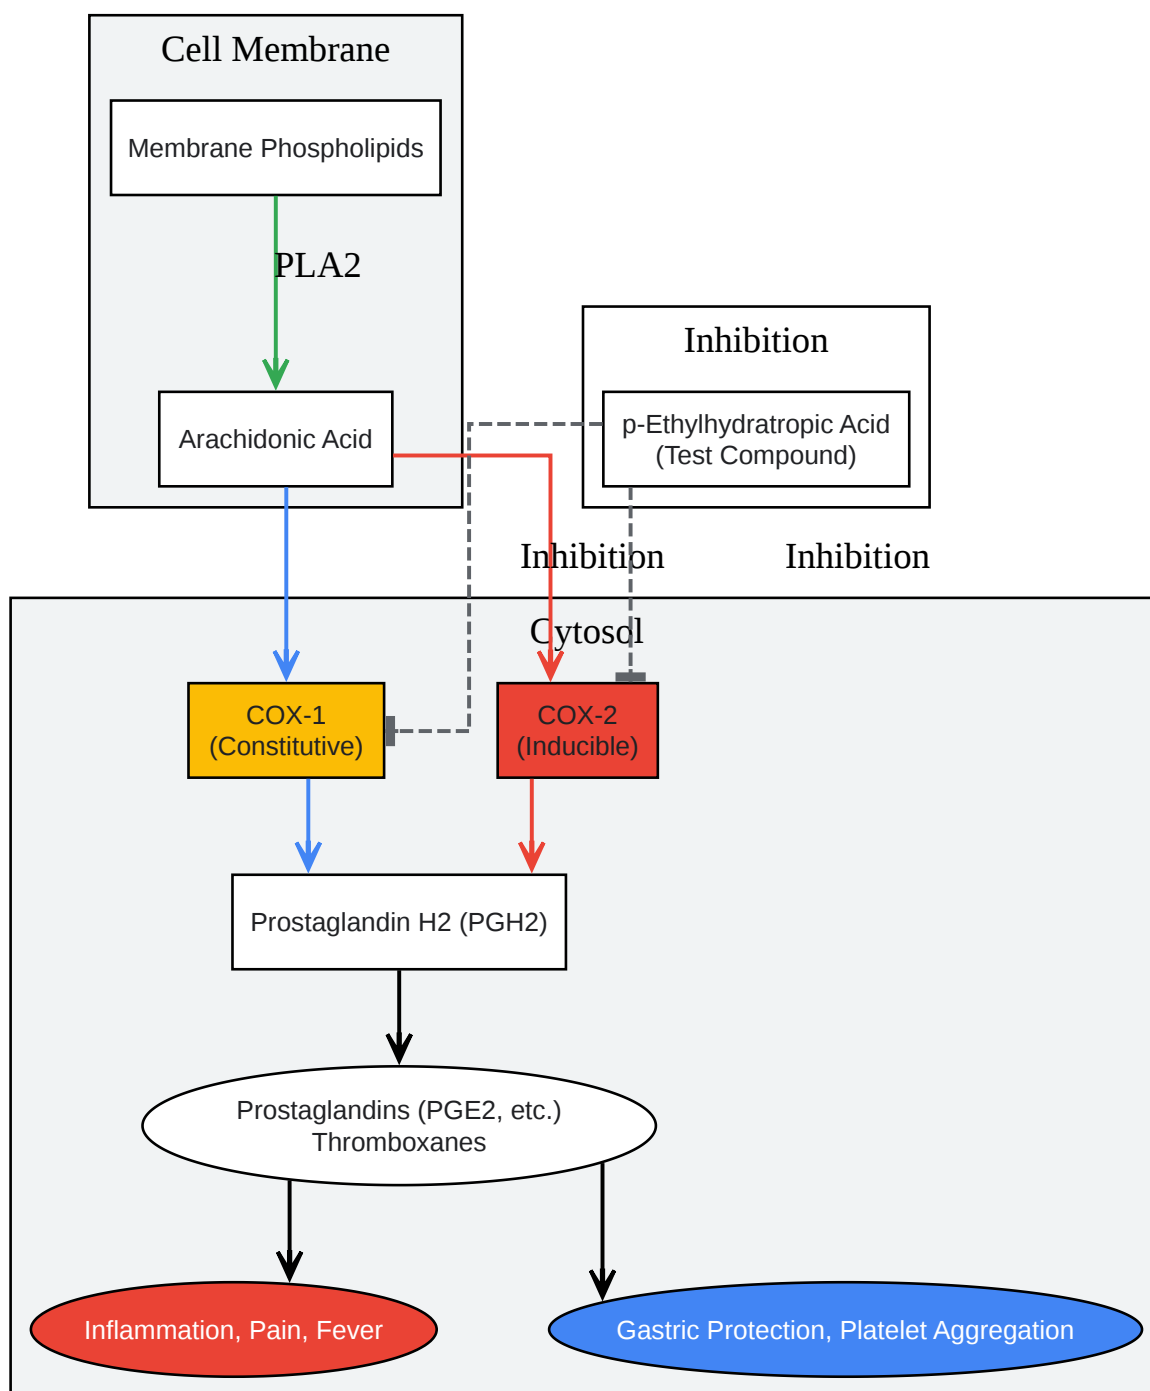 Cell Membrane
Membrane Phospholipids
PLA2
Inhibition
Arachidonic Acid
p-Ethylhydratropic Acid
(Test Compound)
Inhibition
Inhibition
Cytosol
COX-1
(Constitutive)
COX-2
(Inducible)
Prostaglandin H2 (PGH2)
Prostaglandins (PGE2, etc.)
Thromboxanes
Inflammation, Pain, Fever
Gastric Protection, Platelet Aggregation